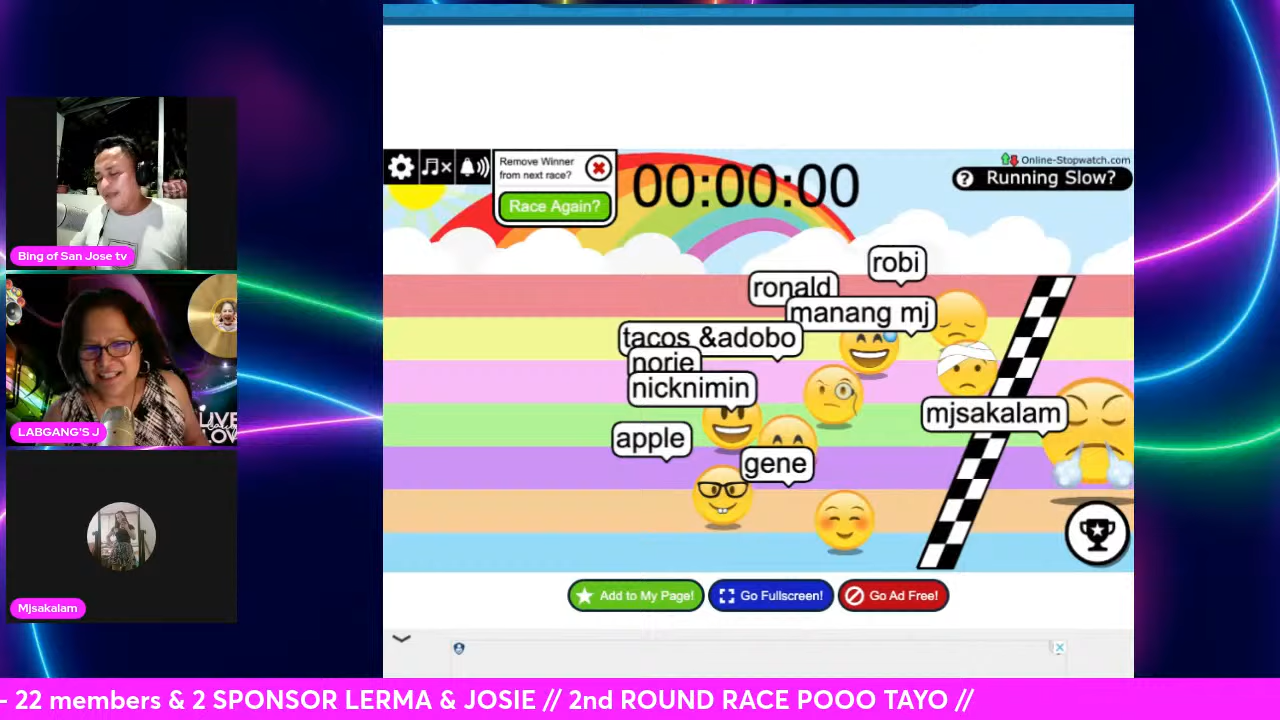 Bing of San Jose tv
LABGANG'S J
LIVE
LOV
Mjsakalam
Remove Winner
from next race?
Race Again?
00:00:00
Online-Stopwatch.com
? Running Slow?
robi
ronald
manang mj
tacos &adobo
norie
nicknimin
mjsakalam
apple
gene
Add to My Page!
Go Fullscreen!
Go Ad Free!
- 22 members & 2 SPONSOR LERMA & JOSIE // 2nd ROUND RACE POOO TAYO //